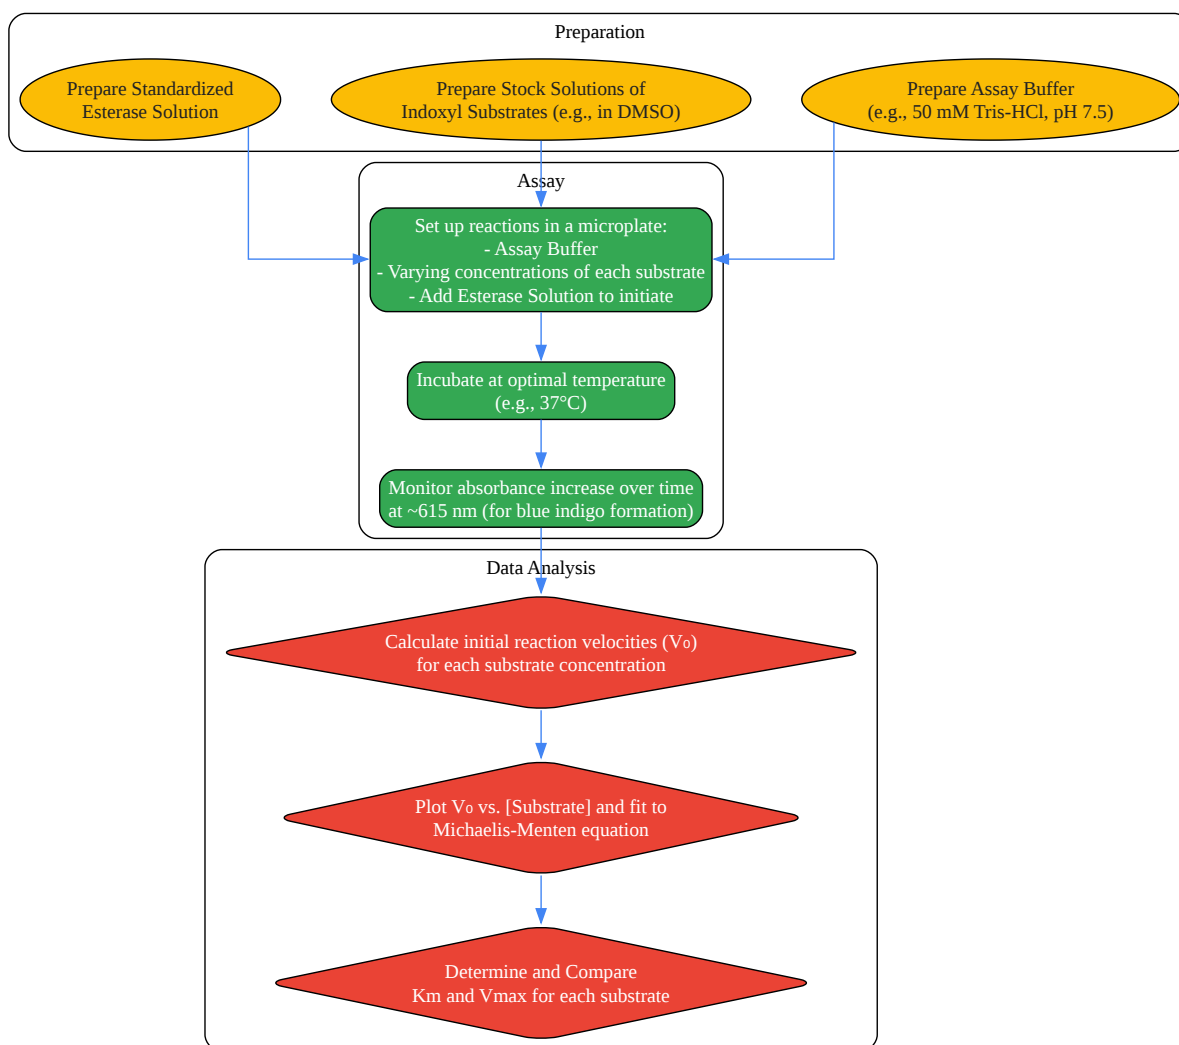 Preparation
Prepare Standardized
Esterase Solution
Prepare Stock Solutions of
Indoxyl Substrates (e.g., in DMSO)
Prepare Assay Buffer
(e.g., 50 mM Tris-HCl, pH 7.5)
Assay
Set up reactions in a microplate:
- Assay Buffer
- Varying concentrations of each substrate
- Add Esterase Solution to initiate
Incubate at optimal temperature
(e.g., 37°C)
Monitor absorbance increase over time
at ~615 nm (for blue indigo formation)
Data Analysis
Calculate initial reaction velocities (V₀)
for each substrate concentration
Plot V₀ vs. [Substrate] and fit to
Michaelis-Menten equation
Determine and Compare
Km and Vmax for each substrate